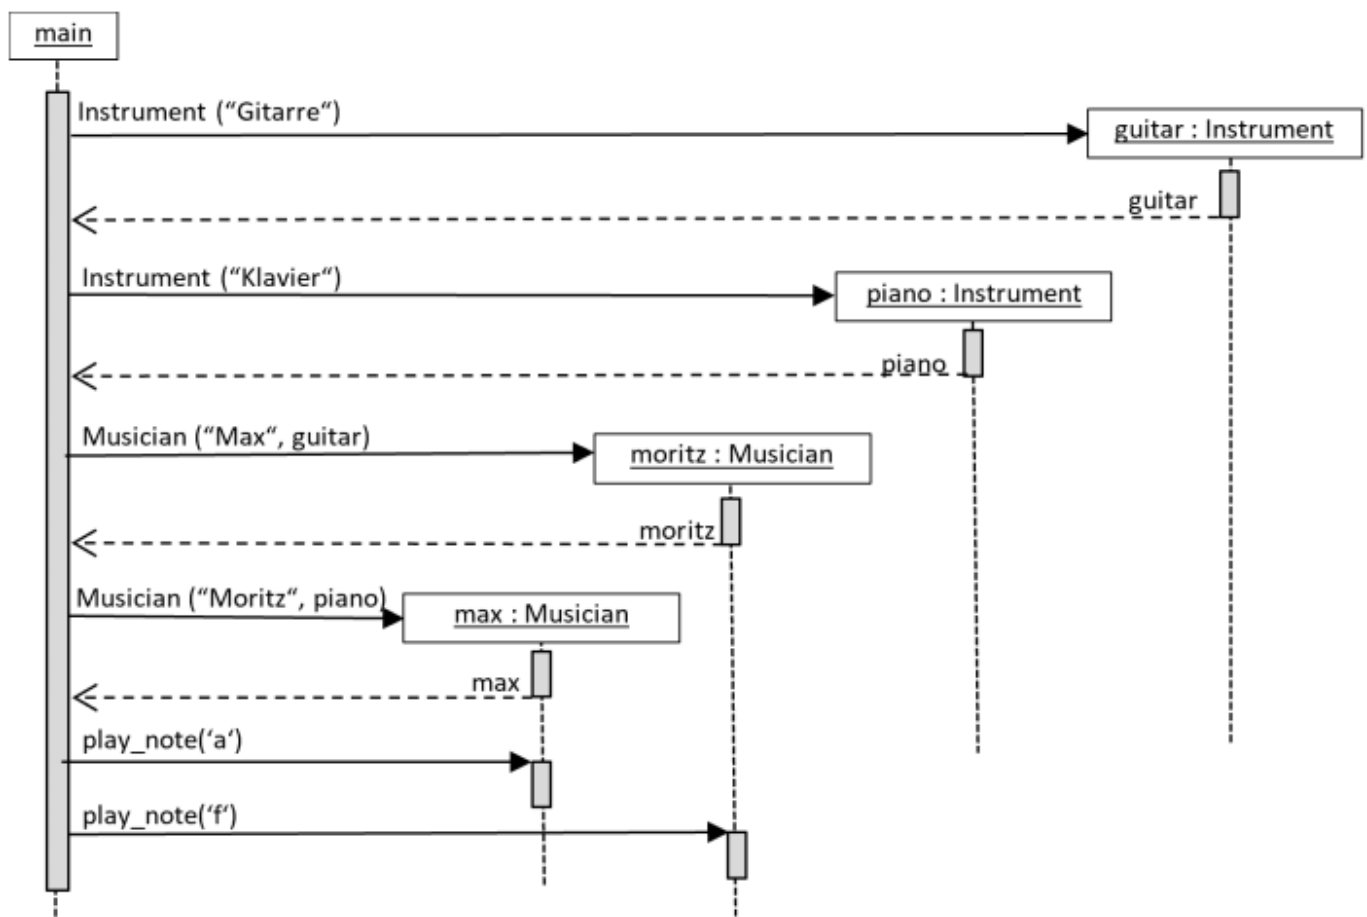 main
Instrument (“Gitarre“)
guitar : Instrument
guitar
Instrument (“Klavier“)
piano : Instrument
piano
Musician (“Max“, guitar)
moritz : Musician
moritz
Musician (“Moritz“, piano)
max : Musician
max
play_note(‘a‘)
play_note(‘f‘)